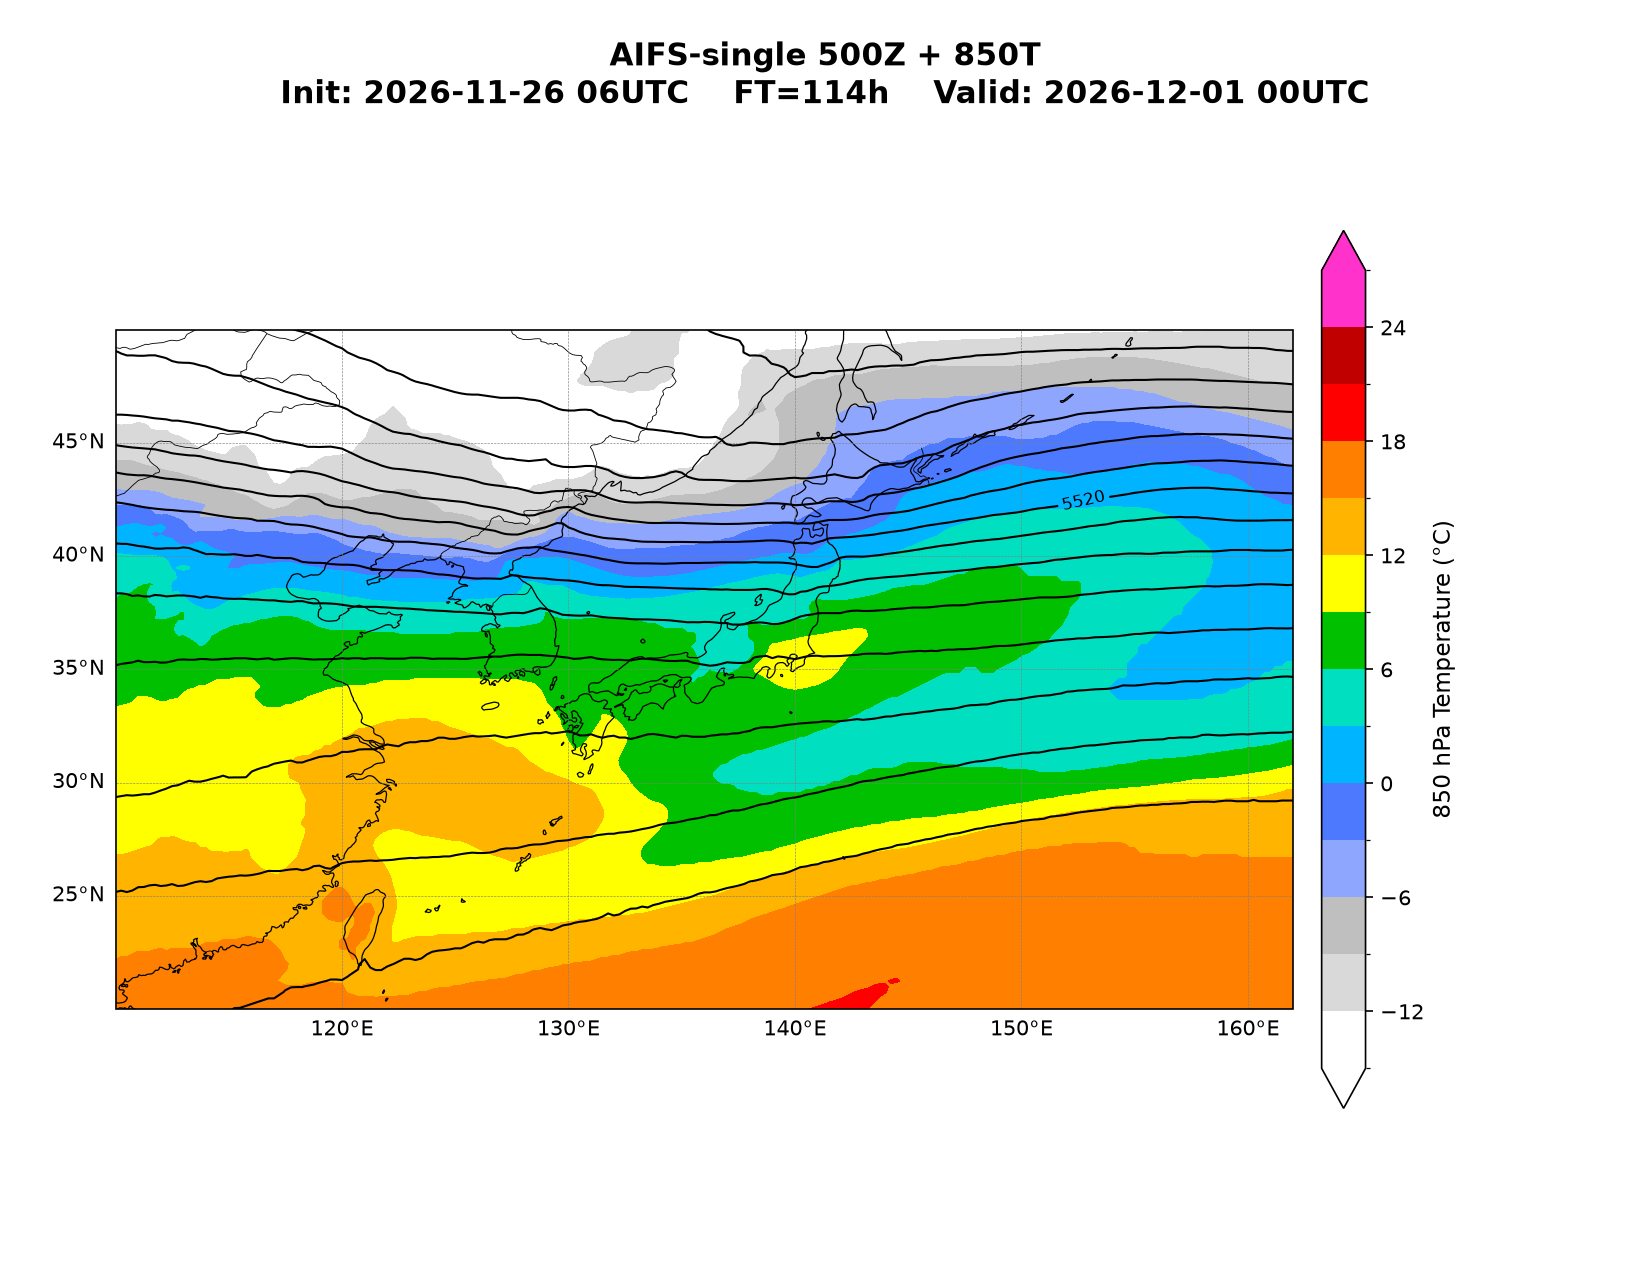 AIFS-single 500Z + 850T
Init: 2026-11-26 06UTC    FT=114h    Valid: 2026-12-01 00UTC
24
18
12
6
0
−6
−12
850 hPa Temperature (°C)
45°N
40°N
35°N
30°N
25°N
5520
120°E
130°E
140°E
150°E
160°E